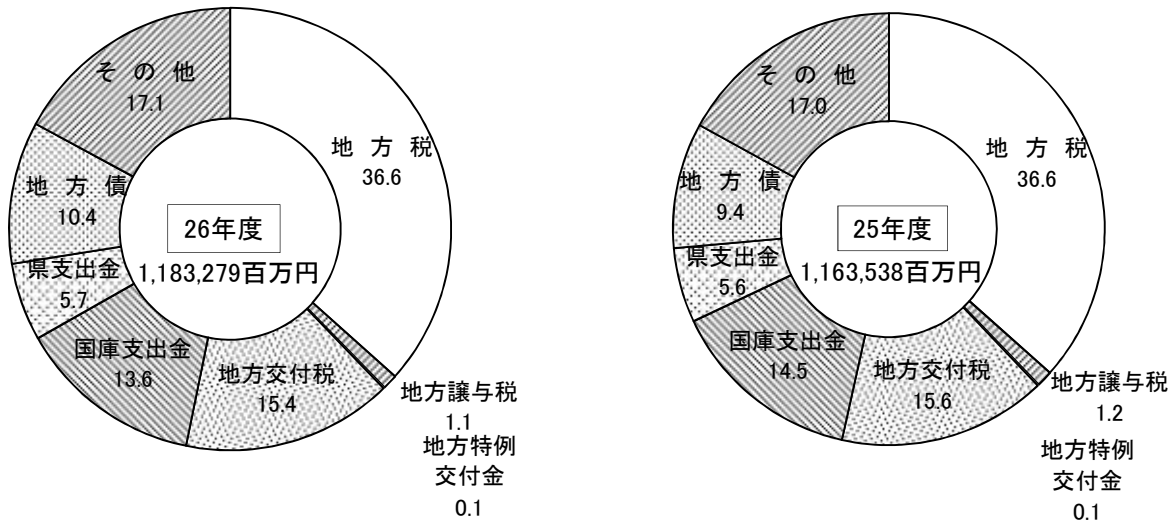 そ の 他
17.1
地 方 税
36.6
地 方 債
10.4
26年度
1,183,279百万円
県支出金
5.7
国庫支出金
13.6
地方交付税
15.4
地方譲与税
1.1
地方特例
交付金
0.1
そ の 他
17.0
地 方 税
36.6
地 方 債
9.4
25年度
1,163,538百万円
県支出金
5.6
国庫支出金
14.5
地方交付税
15.6
地方譲与税
1.2
地方特例
交付金
0.1